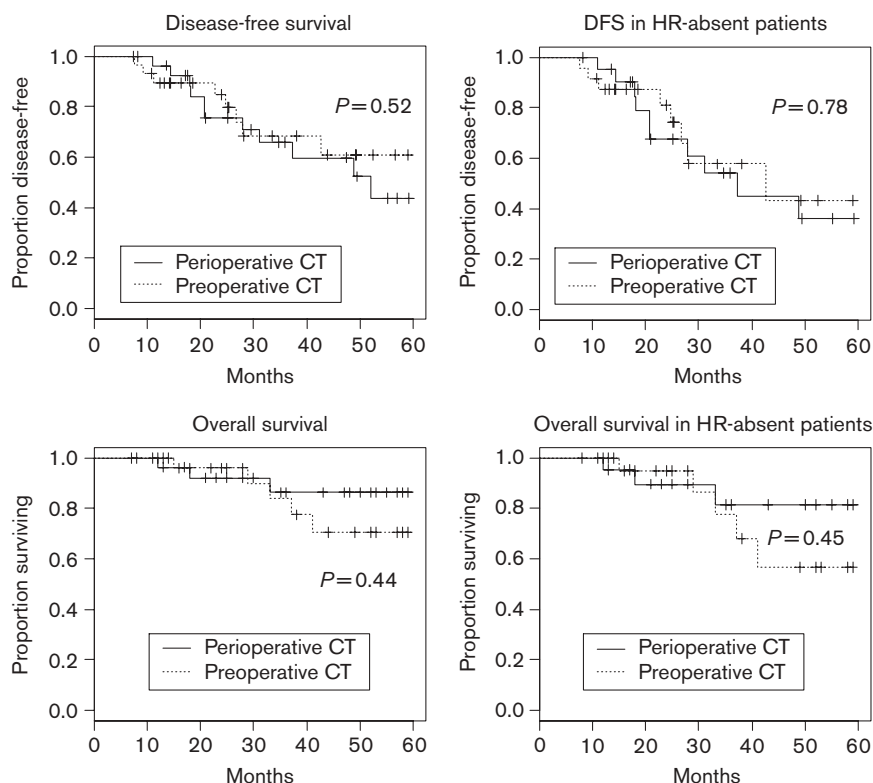 Disease-free survival
1.0
0.8
0.6
0.4
0.2
0.0
Proportion disease-free
P=0.52
Perioperative CT
Preoperative CT
0 10 20 30 40 50 60
Months
DFS in HR-absent patients
1.0
0.8
0.6
0.4
0.2
0.0
Proportion disease-free
P=0.78
Perioperative CT
Preoperative CT
0 10 20 30 40 50 60
Months
Overall survival
1.0
0.8
0.6
0.4
0.2
0.0
Proportion surviving
P=0.44
Perioperative CT
Preoperative CT
0 10 20 30 40 50 60
Months
Overall survival in HR-absent patients
1.0
0.8
0.6
0.4
0.2
0.0
Proportion surviving
P=0.45
Perioperative CT
Preoperative CT
0 10 20 30 40 50 60
Months